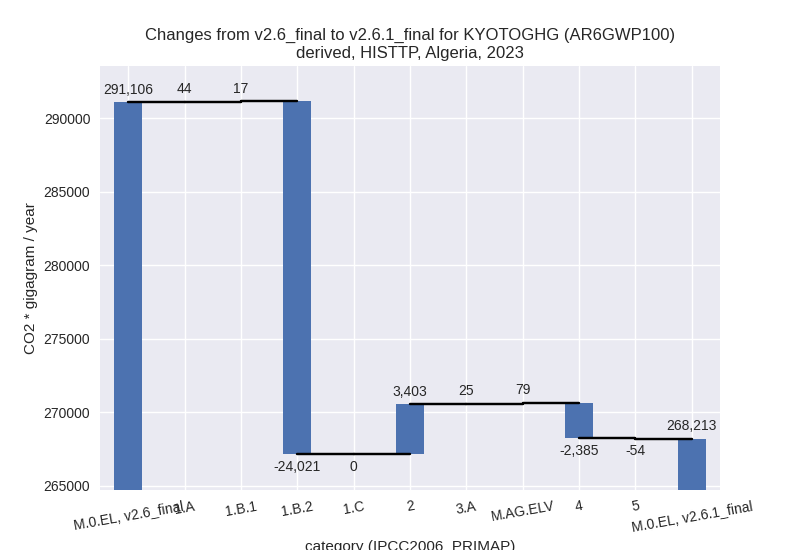 Changes from v2.6_final to v2.6.1_final for KYOTOGHG (AR6GWP100)
derived, HISTTP, Algeria, 2023
291,106
44
17
290000
285000
280000
275000
270000
265000
CO2 * gigagram / year
3,403
25
79
268,213
-24,021
0
-2,385
-54
M.0.EL, v2.6_final
1.A
1.B.1
1.B.2
1.C
2
3.A
M.AG.ELV
4
5
M.0.EL, v2.6.1_final
category (IPCC2006_PRIMAP)